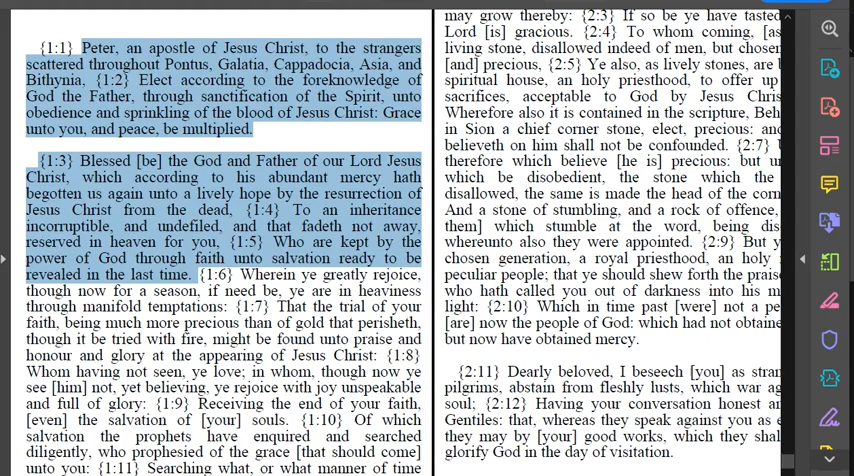 {1:1} Peter, an apostle of Jesus Christ, to the strangers
scattered throughout Pontus, Galatia, Cappadocia, Asia, and
Bithynia, {1:2} Elect according to the foreknowledge of
God the Father, through sanctification of the Spirit, unto
obedience and sprinkling of the blood of Jesus Christ: Grace
unto you, and peace, be multiplied.
{1:3} Blessed [be] the God and Father of our Lord Jesus
Christ, which according to his abundant mercy hath
begotten us again unto a lively hope by the resurrection of
Jesus Christ from the dead, {1:4} To an inheritance
incorruptible, and undefiled, and that fadeth not away,
reserved in heaven for you, {1:5} Who are kept by the
power of God through faith unto salvation ready to be
revealed in the last time. {1:6} Wherein ye greatly rejoice,
though now for a season, if need be, ye are in heaviness
through manifold temptations: {1:7} That the trial of your
faith, being much more precious than of gold that perisheth,
though it be tried with fire, might be found unto praise and
honour and glory at the appearing of Jesus Christ: {1:8}
Whom having not seen, ye love; in whom, though now ye
see [him] not, yet believing, ye rejoice with joy unspeakable
and full of glory: {1:9} Receiving the end of your faith,
[even] the salvation of [your] souls. {1:10} Of which
salvation the prophets have enquired and searched
diligently, who prophesied of the grace [that should come]
unto you: {1:11} Searching what, or what manner of time
may grow thereby: {2:3} If so be ye have tasted
Lord [is] gracious. {2:4} To whom coming, [as
living stone, disallowed indeed of men, but chosen
[and] precious, {2:5} Ye also, as lively stones, are
spiritual house, an holy priesthood, to offer up
sacrifices, acceptable to God by Jesus Chris
Wherefore also it is contained in the scripture, Beh
in Sion a chief corner stone, elect, precious: an
believeth on him shall not be confounded. {2:7}
therefore which believe [he is] precious: but u
which be disobedient, the stone which the
disallowed, the same is made the head of the corn
And a stone of stumbling, and a rock of offence,
them] which stumble at the word, being dis
whereunto also they were appointed. {2:9} But y
chosen generation, a royal priesthood, an holy
peculiar people; that ye should shew forth the praise
who hath called you out of darkness into his m
light: {2:10} Which in time past [were] not a pe
[are] now the people of God: which had not obtaine
but now have obtained mercy.
{2:11} Dearly beloved, I beseech [you] as stran
pilgrims, abstain from fleshly lusts, which war ag
soul; {2:12} Having your conversation honest a
Gentiles: that, whereas they speak against you as e
they may by [your] good works, which they shal
glorify God in the day of visitation.